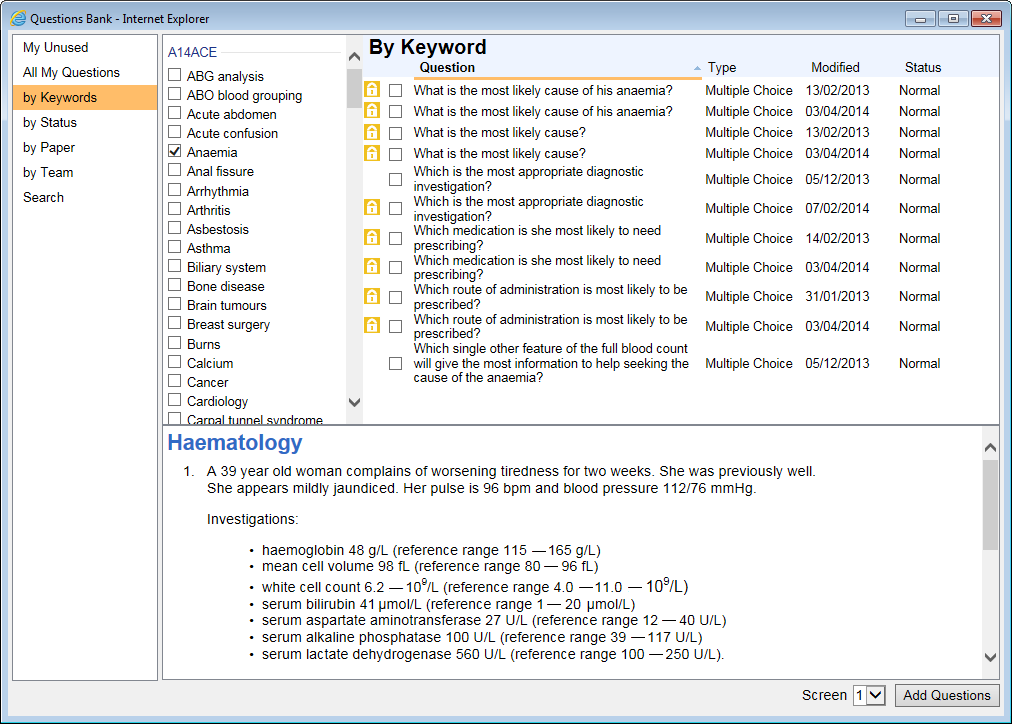 Questions Bank - Internet Explorer
My Unused
All My Questions
by Keywords
by Status
by Paper
by Team
Search
A14ACE
ABG analysis
ABO blood grouping
Acute abdomen
Acute confusion
Anaemia
Anal fissure
Arrhythmia
Arthritis
Asbestosis
Asthma
Biliary system
Bone disease
Brain tumours
Breast surgery
Burns
Calcium
Cancer
Cardiology
Carpal tunnel syndrome
By Keyword
Question Type Modified Status
What is the most likely cause of his anaemia? Multiple Choice 13/02/2013 Normal
What is the most likely cause of his anaemia? Multiple Choice 03/04/2014 Normal
What is the most likely cause? Multiple Choice 13/02/2013 Normal
What is the most likely cause? Multiple Choice 03/04/2014 Normal
Which is the most appropriate diagnostic
investigation? Multiple Choice 05/12/2013 Normal
Which is the most appropriate diagnostic
investigation? Multiple Choice 07/02/2014 Normal
Which medication is she most likely to need
prescribing? Multiple Choice 14/02/2013 Normal
Which medication is she most likely to need
prescribing? Multiple Choice 03/04/2014 Normal
Which route of administration is most likely to be
prescribed? Multiple Choice 31/01/2013 Normal
Which route of administration is most likely to be
prescribed? Multiple Choice 03/04/2014 Normal
Which single other feature of the full blood count
will give the most information to help seeking the Multiple Choice 05/12/2013 Normal
cause of the anaemia?
Haematology
1. A 39 year old woman complains of worsening tiredness for two weeks. She was previously well.
She appears mildly jaundiced. Her pulse is 96 bpm and blood pressure 112/76 mmHg.
Investigations:
• haemoglobin 48 g/L (reference range 115 — 165 g/L)
• mean cell volume 98 fL (reference range 80 — 96 fL)
• white cell count 6.2 — 10⁹/L (reference range 4.0 — 11.0 — 10⁹/L)
• serum bilirubin 41 µmol/L (reference range 1 — 20 µmol/L)
• serum aspartate aminotransferase 27 U/L (reference range 12 — 40 U/L)
• serum alkaline phosphatase 100 U/L (reference range 39 — 117 U/L)
• serum lactate dehydrogenase 560 U/L (reference range 100 — 250 U/L).
Screen 1 Add Questions